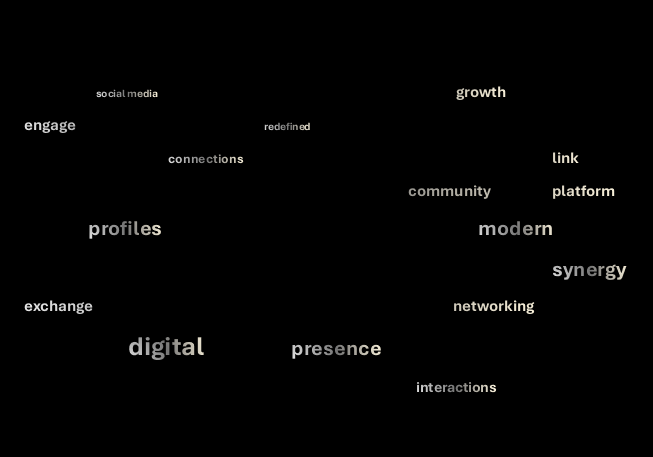 social media growth
engage redefined
connections link
community platform
profiles modern
synergy
exchange networking
digital presence
interactions